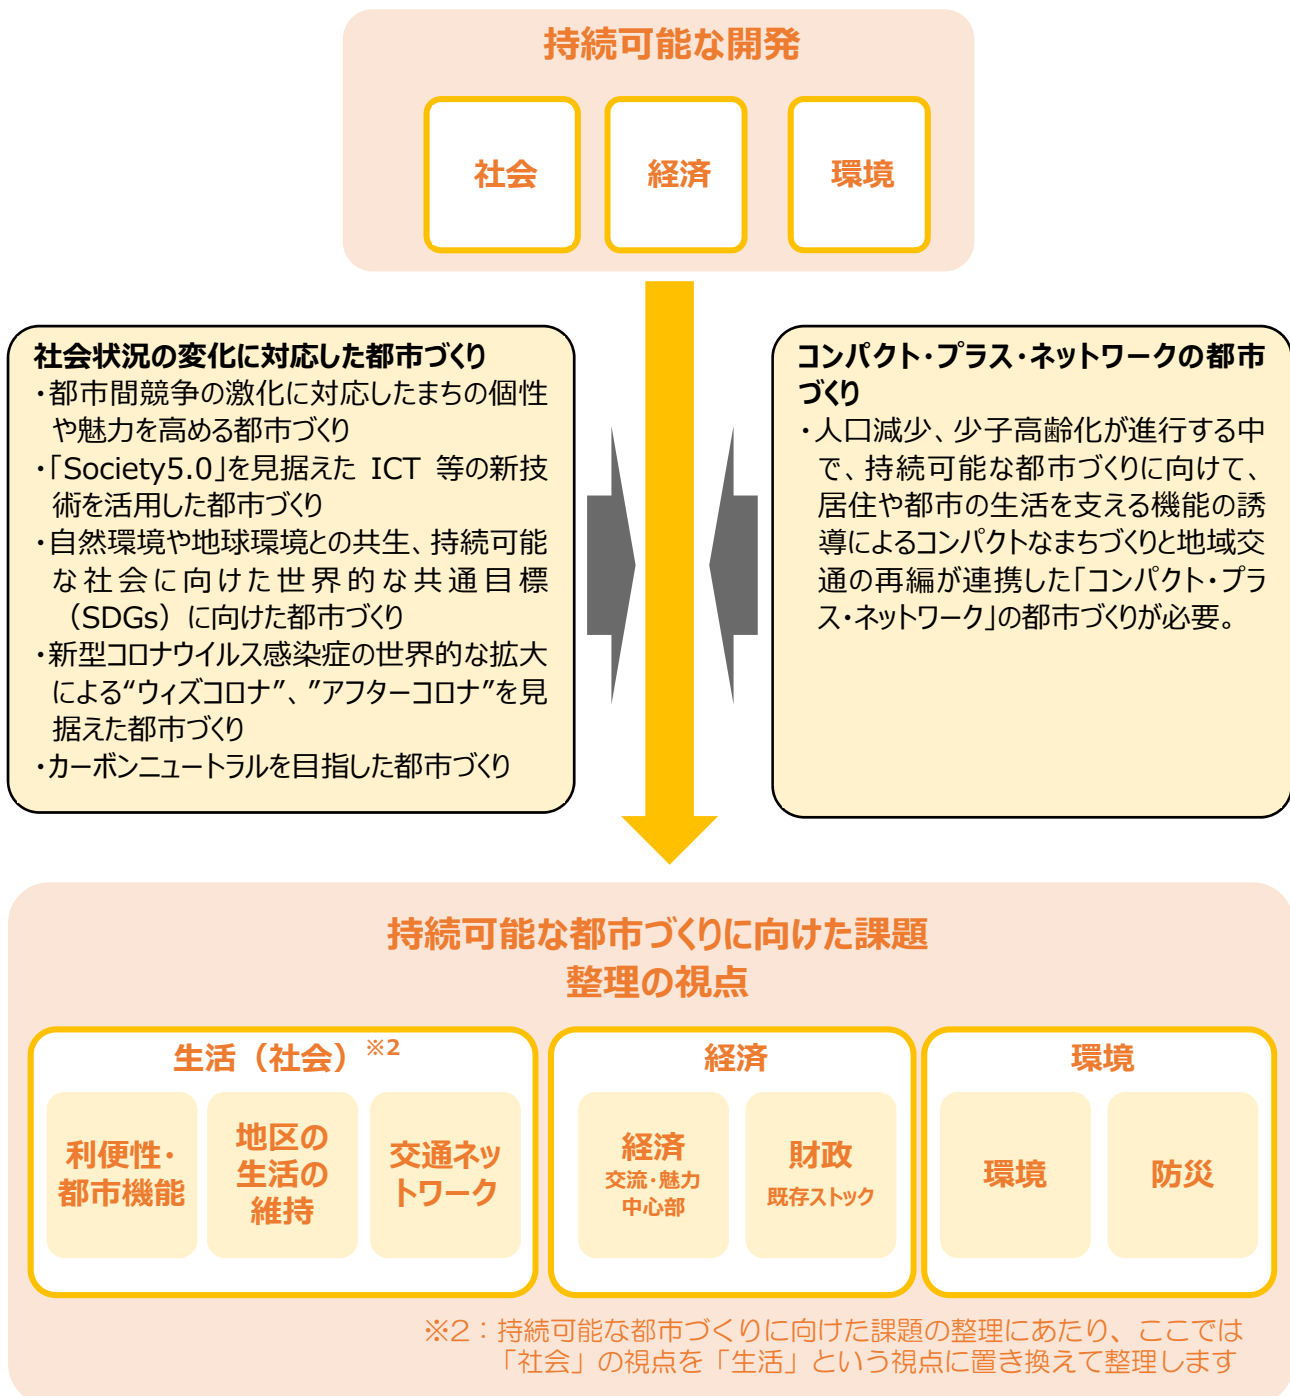 持続可能な開発
社会
経済
環境
社会状況の変化に対応した都市づくり
・都市間競争の激化に対応したまちの個性
や魅力を高める都市づくり
・「Society5.0」を見据えた ICT 等の新技
術を活用した都市づくり
・自然環境や地球環境との共生、持続可能
な社会に向けた世界的な共通目標
（SDGs）に向けた都市づくり
・新型コロナウイルス感染症の世界的な拡大
による“ウィズコロナ”、”アフターコロナ”を見
据えた都市づくり
・カーボンニュートラルを目指した都市づくり
コンパクト・プラス・ネットワークの都市
づくり
・人口減少、少子高齢化が進行する中
で、持続可能な都市づくりに向けて、
居住や都市の生活を支える機能の誘
導によるコンパクトなまちづくりと地域交
通の再編が連携した「コンパクト・プラ
ス・ネットワーク」の都市づくりが必要。
持続可能な都市づくりに向けた課題
整理の視点
生活（社会）※2
利便性・
都市機能
地区の
生活の
維持
交通ネッ
トワーク
経済
経済
交流・魅力
中心部
財政
既存ストック
環境
環境
防災
※2：持続可能な都市づくりに向けた課題の整理にあたり、ここでは
「社会」の視点を「生活」という視点に置き換えて整理します